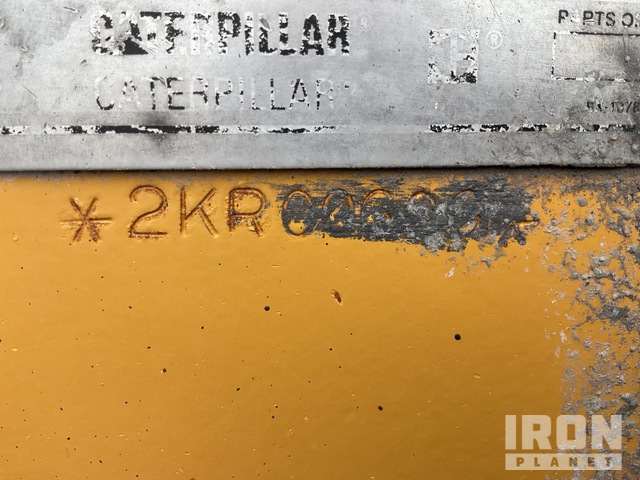 CATERPILLAR®
CATERPILLAR®
®
PARTS
*2KR
IRON
PLANET